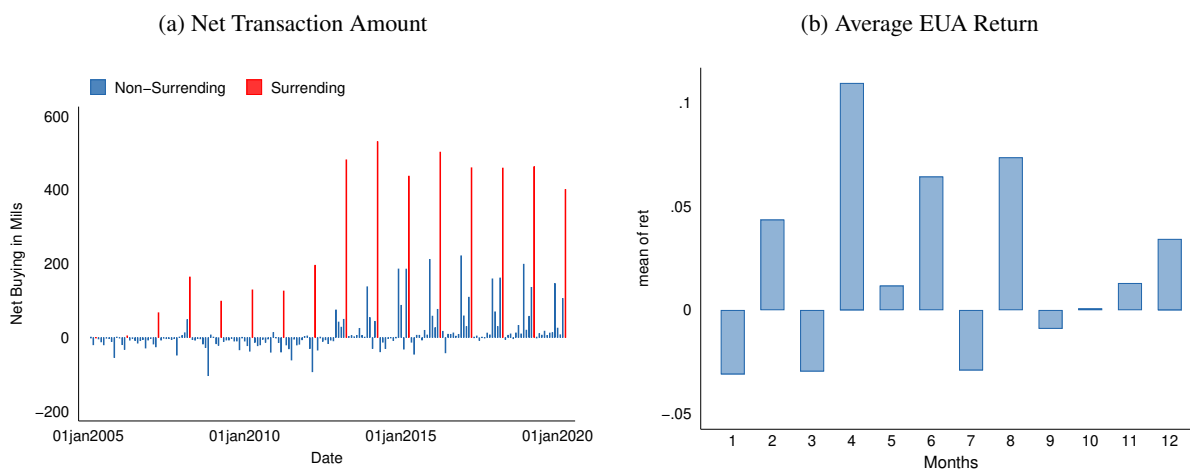 (a) Net Transaction Amount
Non−Surrending
Surrending
600
400
200
0
−200
Net Buying in Mils
01jan2005
01jan2010
01jan2015
01jan2020
Date
(b) Average EUA Return
.1
.05
0
−.05
mean of ret
1 2 3 4 5 6 7 8 9 10 11 12
Months